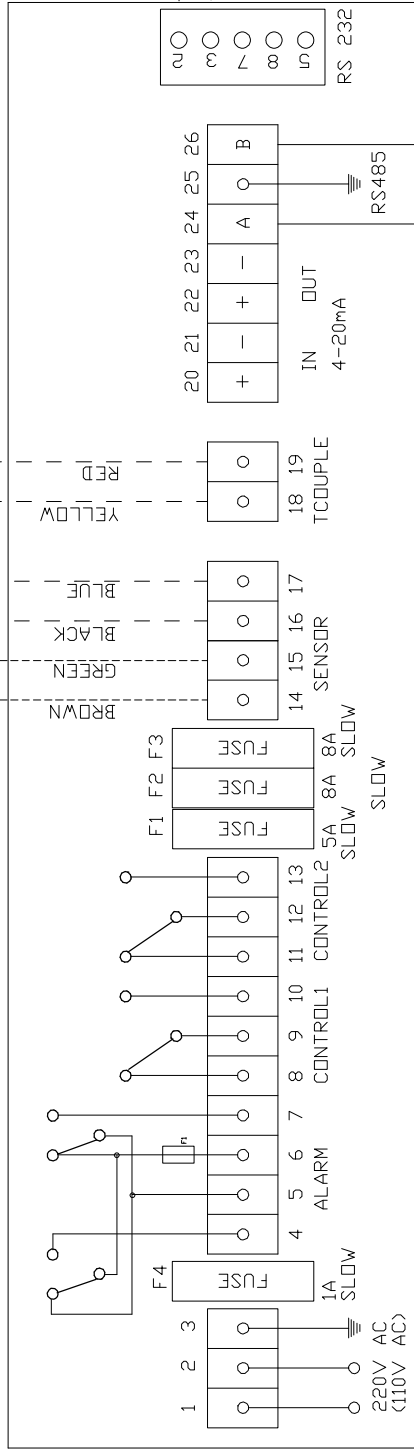 1 2 3
220V AC
(110V AC)
F4
FUSE
1A
SLOW
F1
4 5 6 7
ALARM
8 9 10
CONTROL1
11 12 13
CONTROL2
F1 F2 F3
FUSE FUSE FUSE
5A 8A 8A
SLOW SLOW SLOW
BROWN
GREEN
BLACK
BLUE
14 15 16 17
SENSOR
YELLOW
RED
18 19
TCOUPLE
20 21 22 23 24 25 26
+ − + − A B
IN OUT
4-20mA
RS485
5 8 7 3 2
RS 232